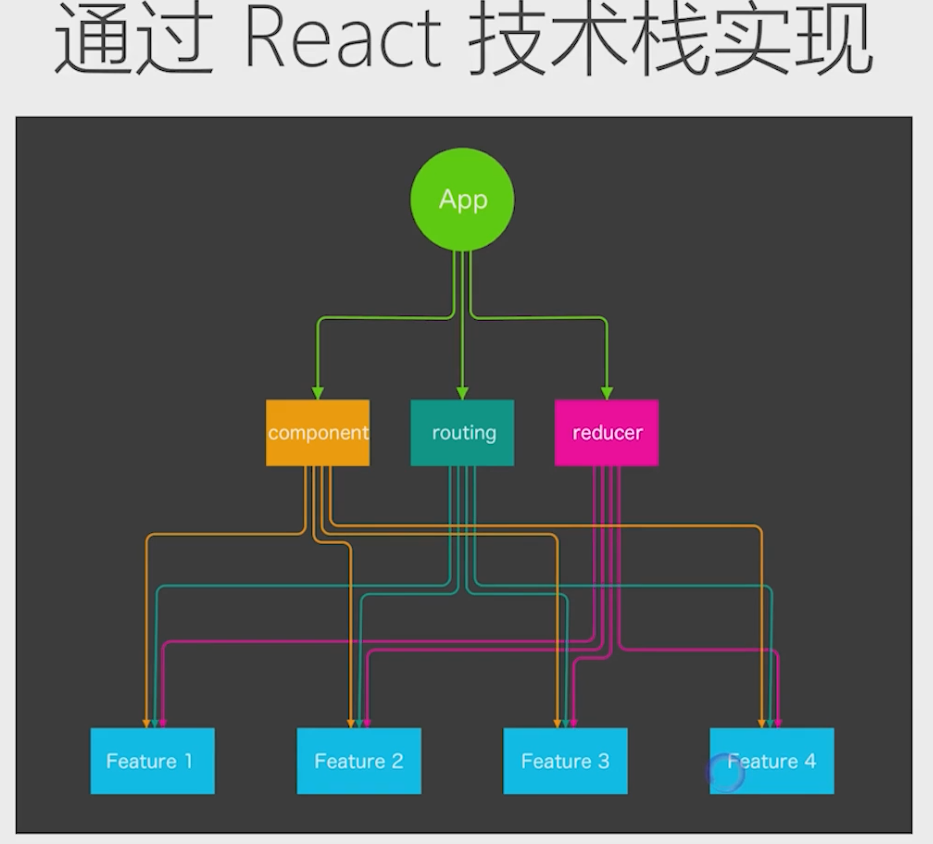 通过 React 技术栈实现
App
component
routing
reducer
Feature 1
Feature 2
Feature 3
Feature 4